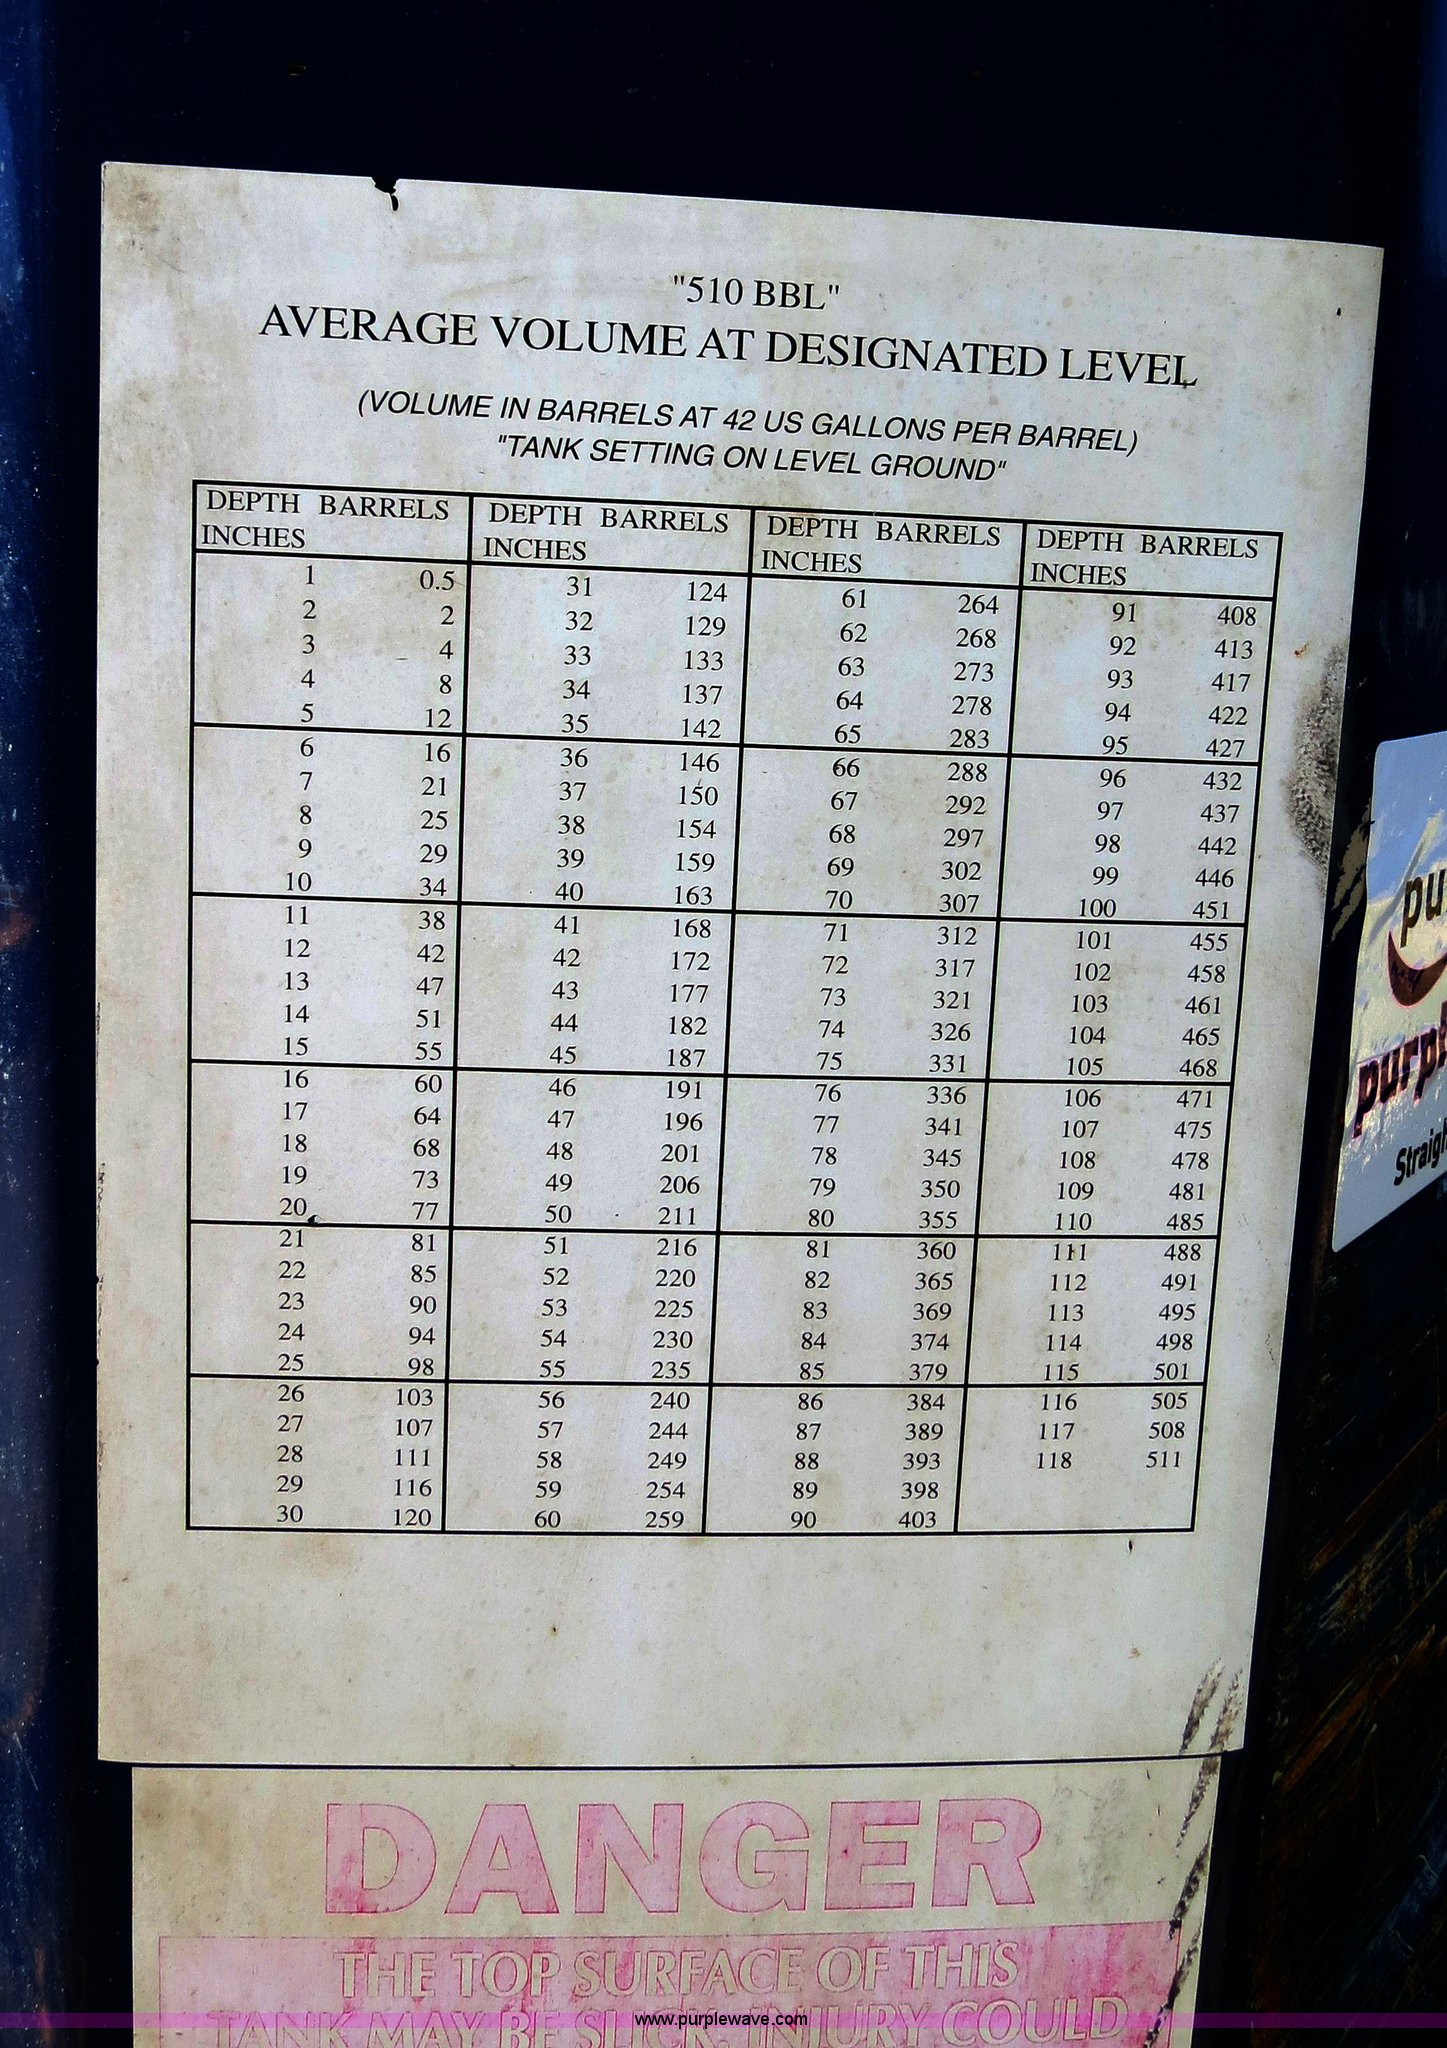 "510 BBL"
AVERAGE VOLUME AT DESIGNATED LEVEL
(VOLUME IN BARRELS AT 42 US GALLONS PER BARREL)
"TANK SETTING ON LEVEL GROUND"
DEPTH BARRELS DEPTH BARRELS DEPTH BARRELS DEPTH BARRELS
INCHES INCHES INCHES INCHES
1 0.5 31 124 61 264 91 408
2 2 32 129 62 268 92 413
3 4 33 133 63 273 93 417
4 8 34 137 64 278 94 422
5 12 35 142 65 283 95 427
6 16 36 146 66 288 96 432
7 21 37 150 67 292 97 437
8 25 38 154 68 297 98 442
9 29 39 159 69 302 99 446
10 34 40 163 70 307 100 451
11 38 41 168 71 312 101 455
12 42 42 172 72 317 102 458
13 47 43 177 73 321 103 461
14 51 44 182 74 326 104 465
15 55 45 187 75 331 105 468
16 60 46 191 76 336 106 471
17 64 47 196 77 341 107 475
18 68 48 201 78 345 108 478
19 73 49 206 79 350 109 481
20 77 50 211 80 355 110 485
21 81 51 216 81 360 111 488
22 85 52 220 82 365 112 491
23 90 53 225 83 369 113 495
24 94 54 230 84 374 114 498
25 98 55 235 85 379 115 501
26 103 56 240 86 384 116 505
27 107 57 244 87 389 117 508
28 111 58 249 88 393 118 511
29 116 59 254 89 398
30 120 60 259 90 403
pu
purpl
Straigh
DANGER
THE TOP SURFACE OF THIS
TANK MAY BE SLICK. INJURY COULD
www.purplewave.com